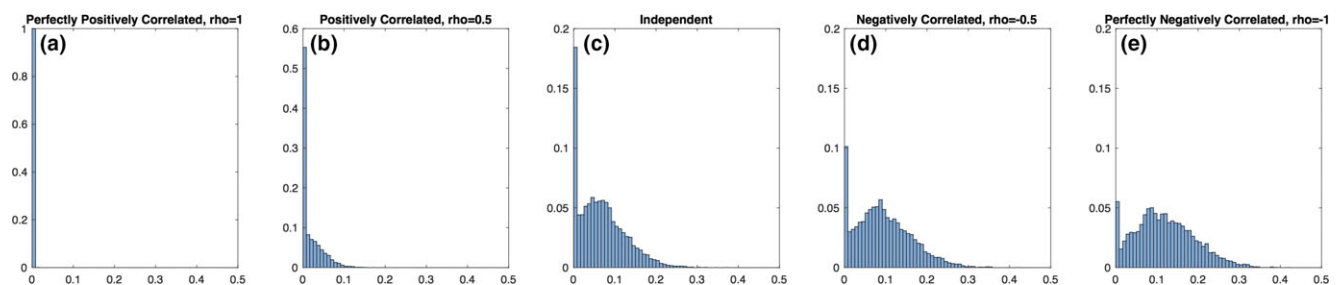 Perfectly Positively Correlated, rho=1
(a)
1
0.8
0.6
0.4
0.2
0
0 0.1 0.2 0.3 0.4 0.5
Positively Correlated, rho=0.5
(b)
0.6
0.5
0.4
0.3
0.2
0.1
0
0 0.1 0.2 0.3 0.4 0.5
Independent
(c)
0.2
0.15
0.1
0.05
0
0 0.1 0.2 0.3 0.4 0.5
Negatively Correlated, rho=-0.5
(d)
0.2
0.15
0.1
0.05
0
0 0.1 0.2 0.3 0.4 0.5
Perfectly Negatively Correlated, rho=-1
(e)
0.2
0.15
0.1
0.05
0
0 0.1 0.2 0.3 0.4 0.5